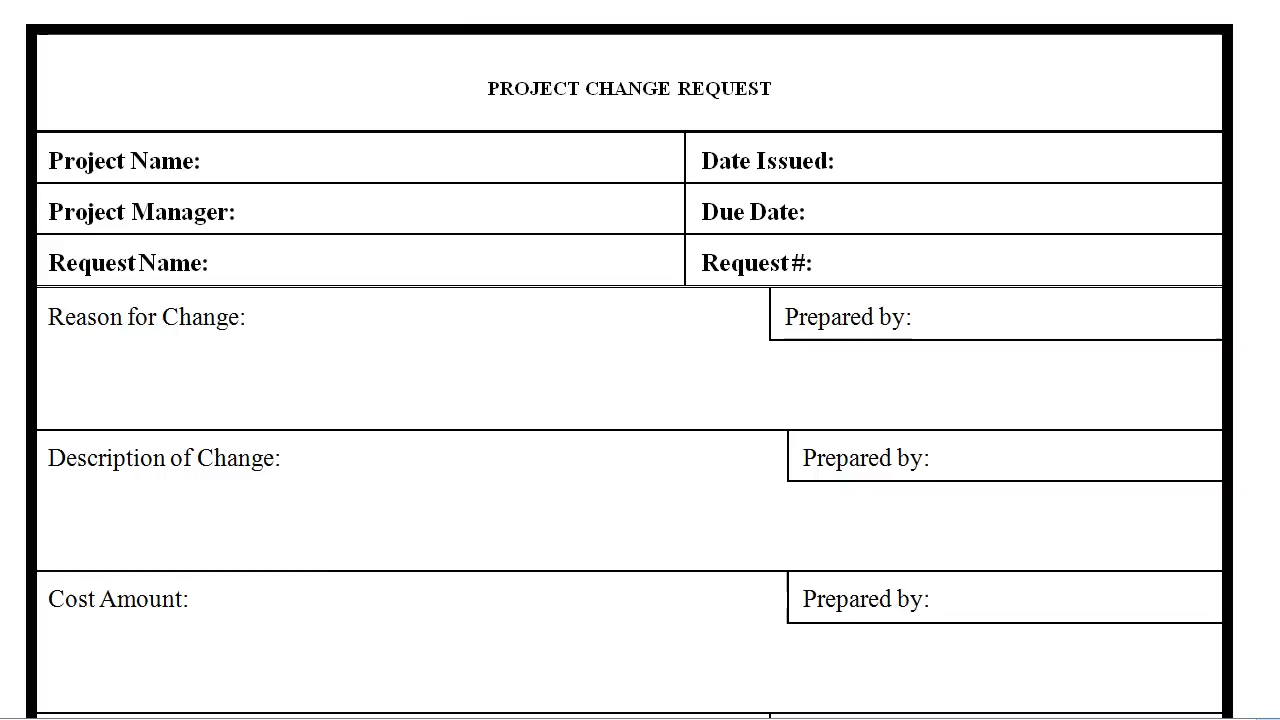 PROJECT CHANGE REQUEST
Project Name: Date Issued:
Project Manager: Due Date:
Request Name: Request #:
Reason for Change: Prepared by:
Description of Change: Prepared by:
Cost Amount: Prepared by: